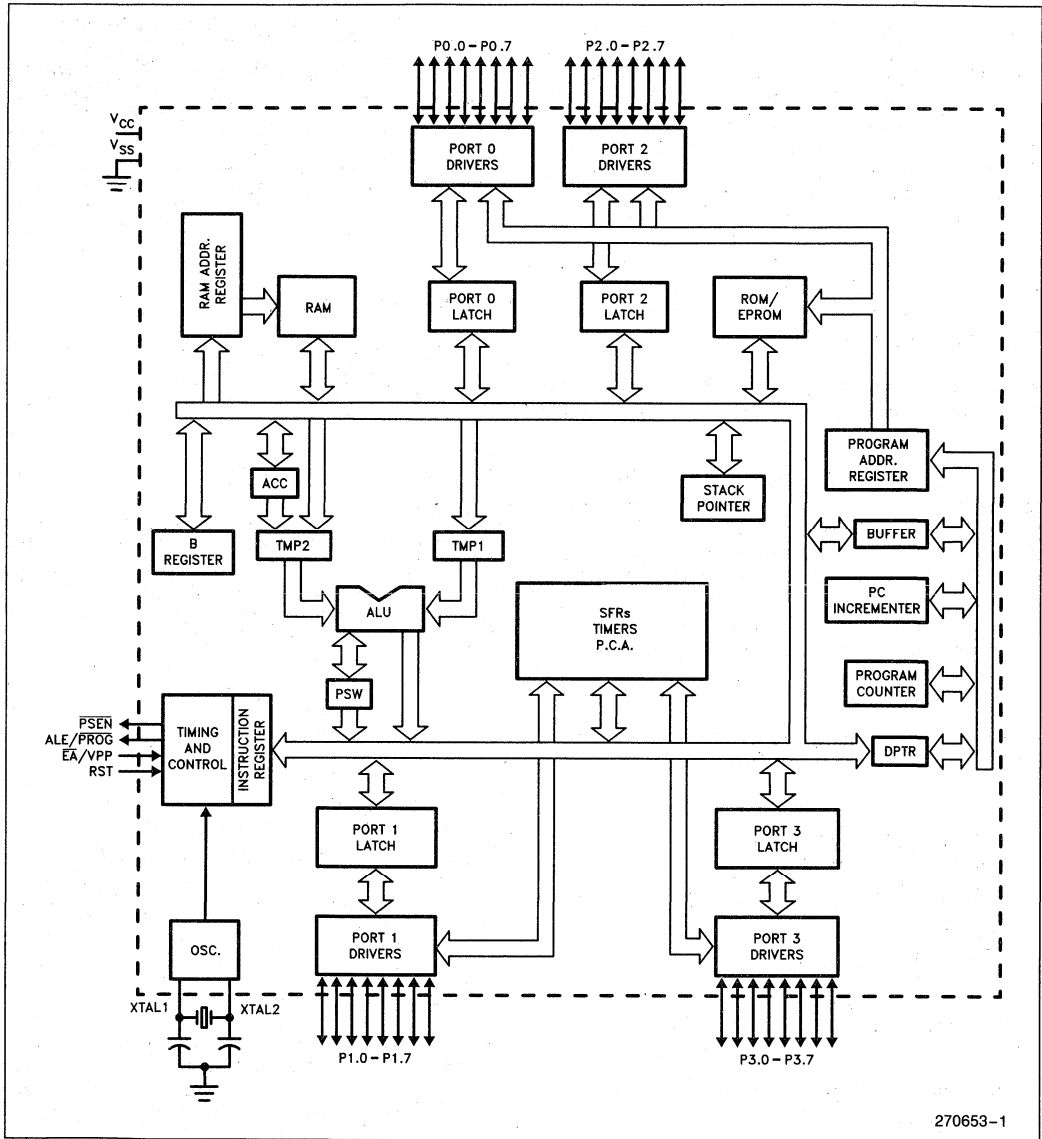 P0.0–P0.7
P2.0–P2.7
VCC
VSS
PORT 0
DRIVERS
PORT 2
DRIVERS
RAM ADDR.
REGISTER
RAM
PORT 0
LATCH
PORT 2
LATCH
ROM/
EPROM
ACC
STACK
POINTER
PROGRAM
ADDR.
REGISTER
B
REGISTER
TMP2
TMP1
BUFFER
ALU
SFRs
TIMERS
P.C.A.
PC
INCREMENTER
PSW
PROGRAM
COUNTER
PSEN
ALE/PROG
EA/VPP
RST
TIMING
AND
CONTROL
INSTRUCTION
REGISTER
DPTR
PORT 1
LATCH
PORT 3
LATCH
OSC.
PORT 1
DRIVERS
PORT 3
DRIVERS
XTAL1
XTAL2
P1.0–P1.7
P3.0–P3.7
270653–1